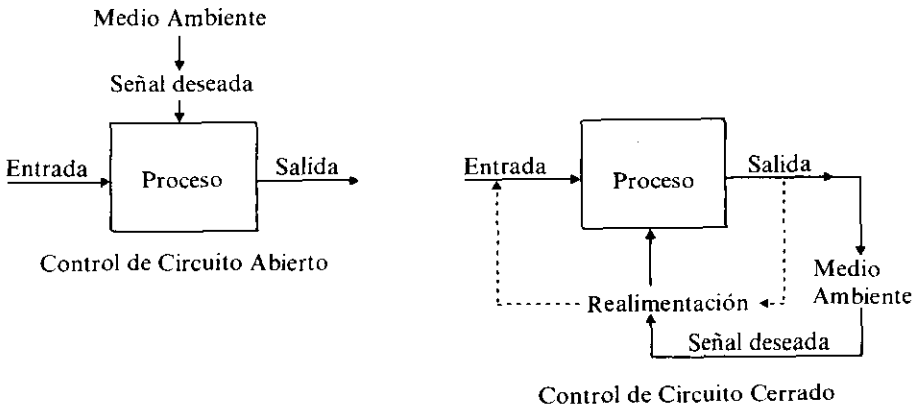 Medio Ambiente
Señal deseada
Entrada
Proceso
Salida
Control de Circuito Abierto
Entrada
Proceso
Salida
Medio
Ambiente
Realimentación
Señal deseada
Control de Circuito Cerrado